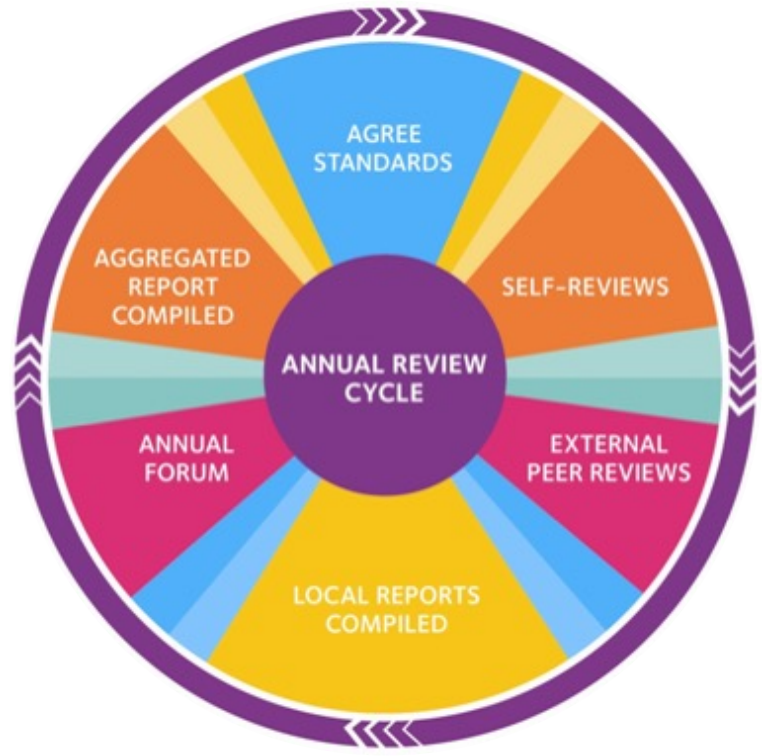 AGREE
STANDARDS
SELF-REVIEWS
EXTERNAL
PEER REVIEWS
LOCAL REPORTS
COMPILED
ANNUAL
FORUM
AGGREGATED
REPORT
COMPILED
ANNUAL REVIEW
CYCLE